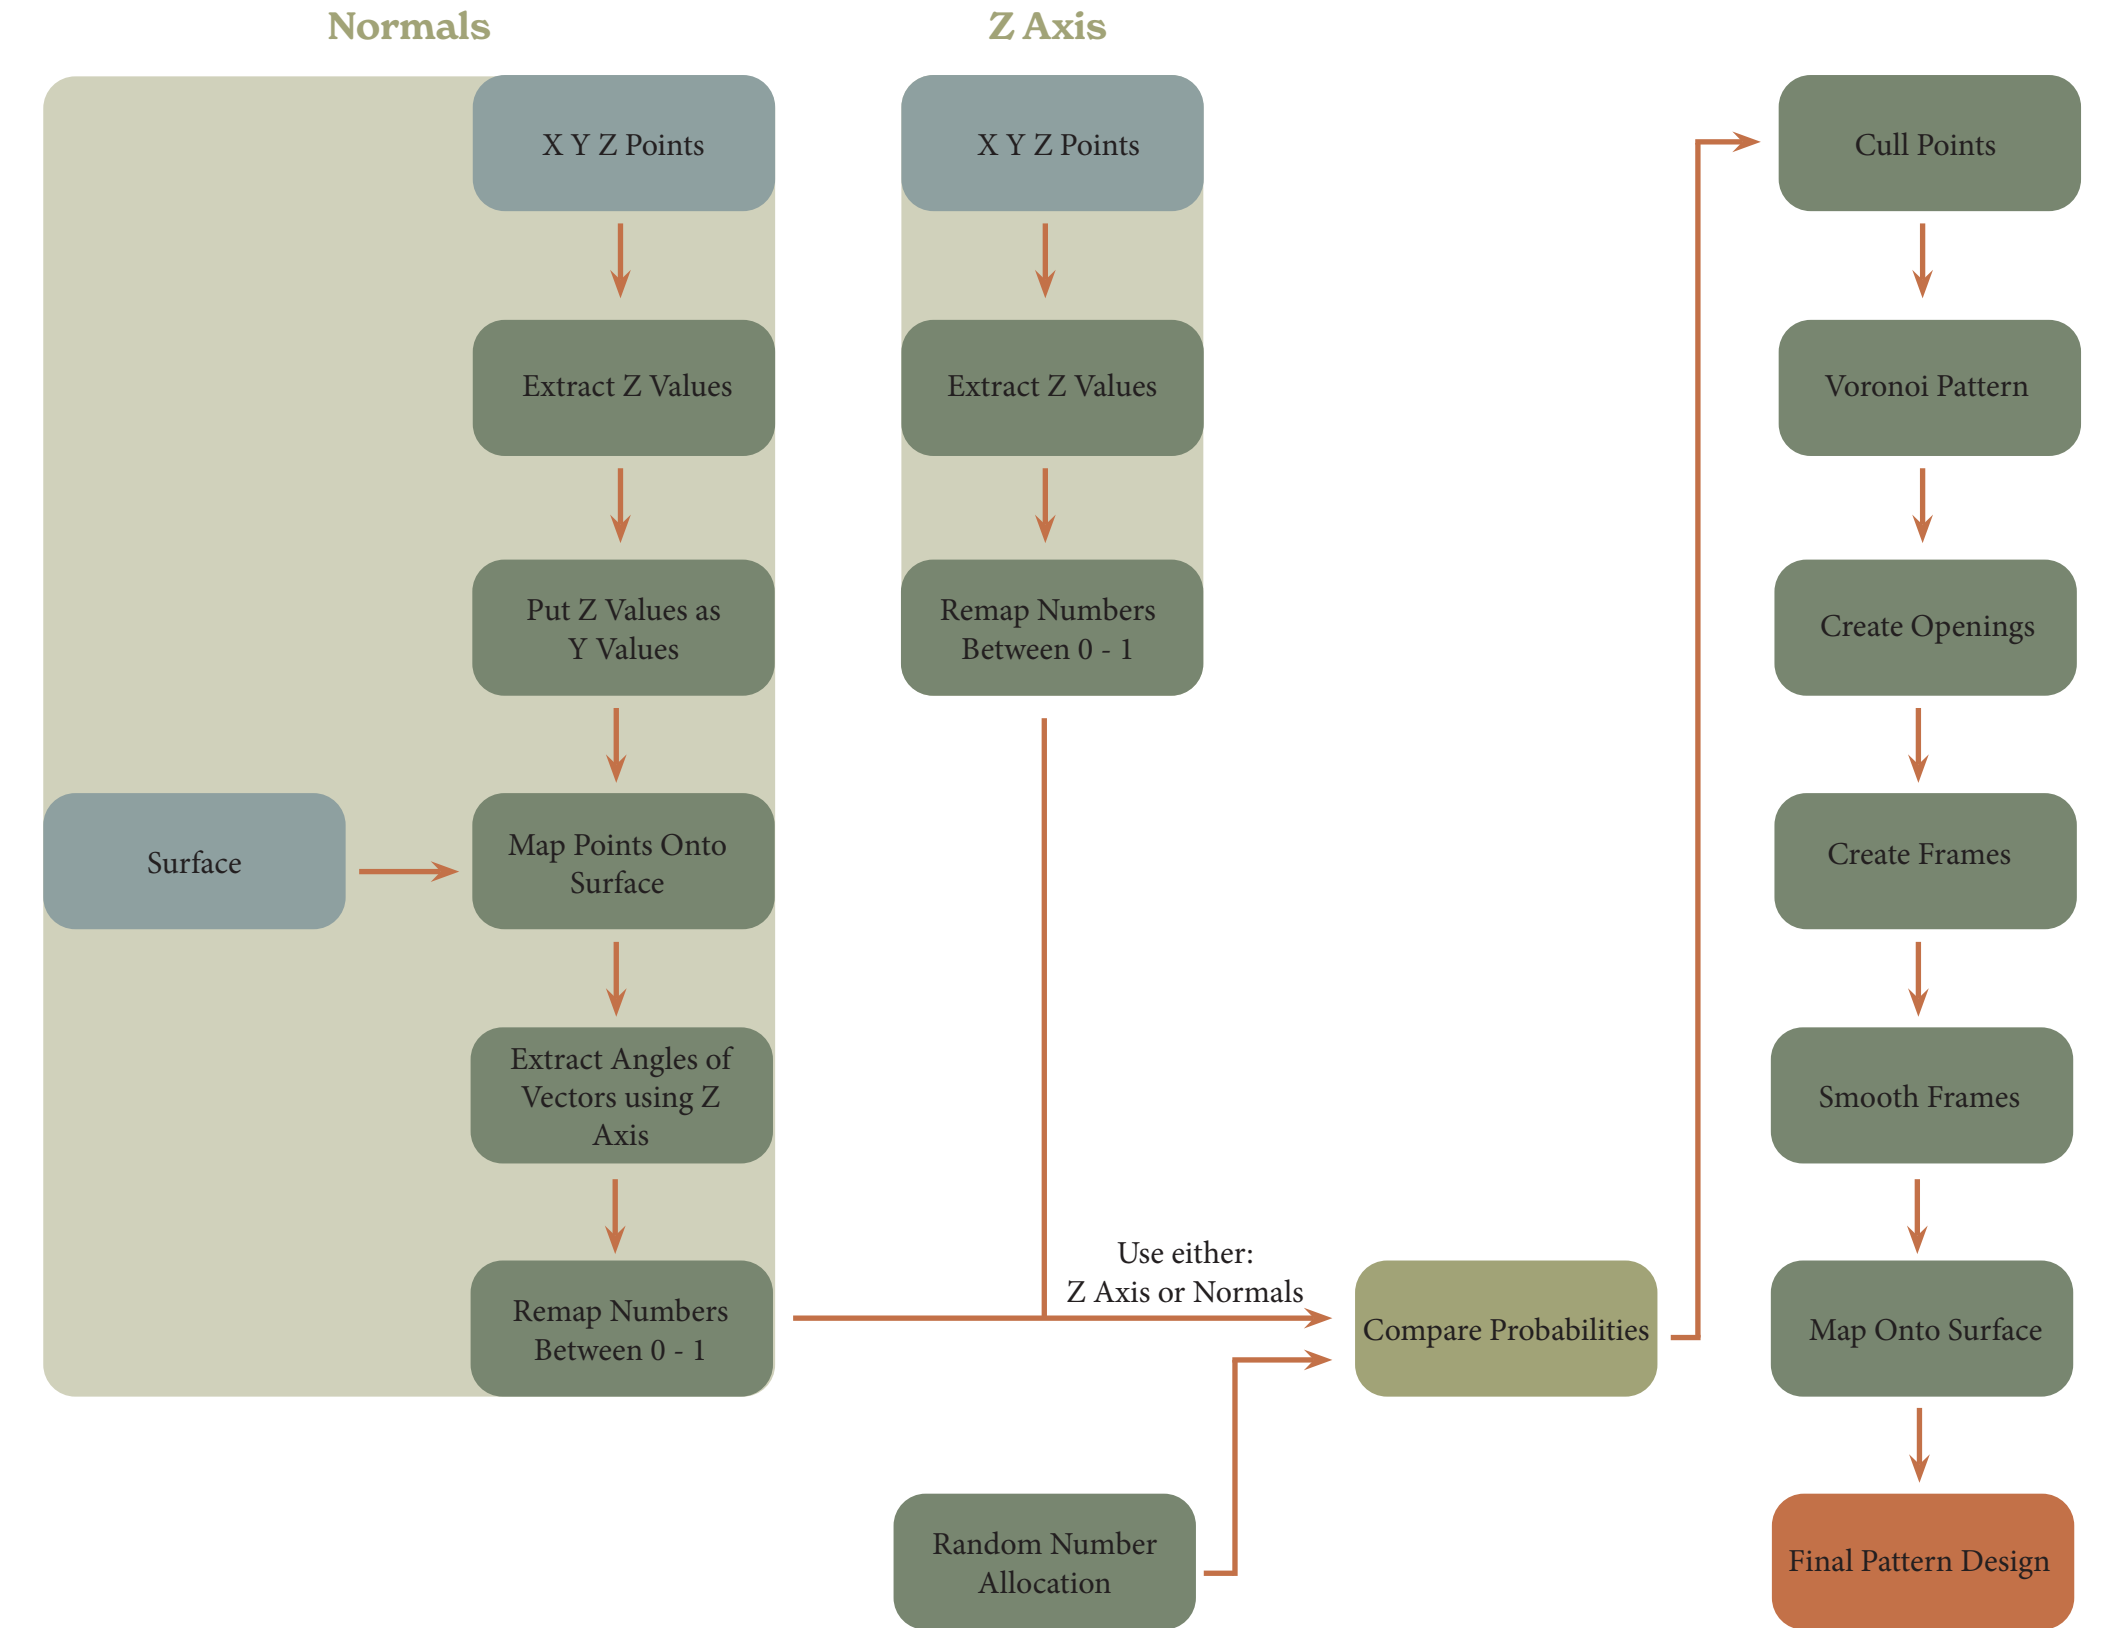 Normals
X Y Z Points
Extract Z Values
Put Z Values as
Y Values
Surface
Map Points Onto
Surface
Extract Angles of
Vectors using Z
Axis
Remap Numbers
Between 0 - 1
Z Axis
X Y Z Points
Extract Z Values
Remap Numbers
Between 0 - 1
Use either:
Z Axis or Normals
Random Number
Allocation
Compare Probabilities
Cull Points
Voronoi Pattern
Create Openings
Create Frames
Smooth Frames
Map Onto Surface
Final Pattern Design